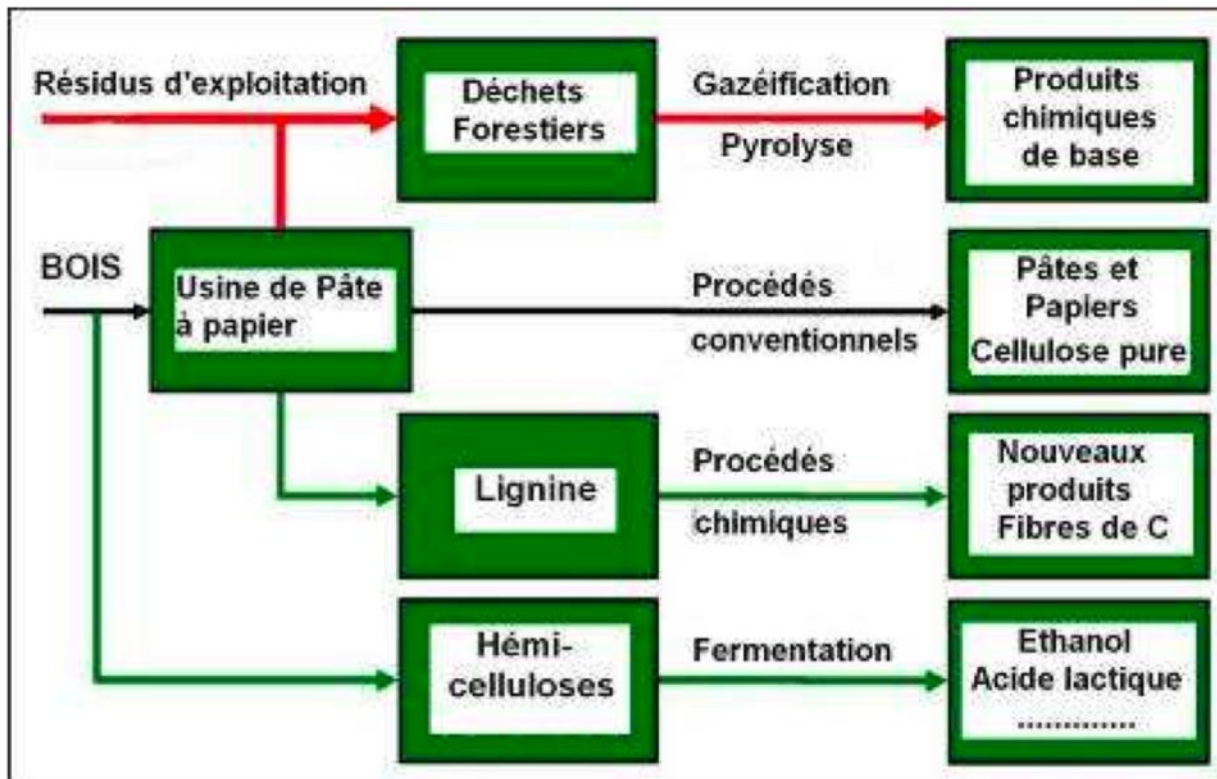 Résidus d'exploitation
Déchets
Forestiers
Gazéification
Pyrolyse
Produits
chimiques
de base
BOIS
Usine de Pâte
à papier
Procédés
conventionnels
Pâtes et
Papiers
Cellulose pure
Lignine
Procédés
chimiques
Nouveaux
produits
Fibres de C
Hémi-
celluloses
Fermentation
Ethanol
Acide lactique
.............